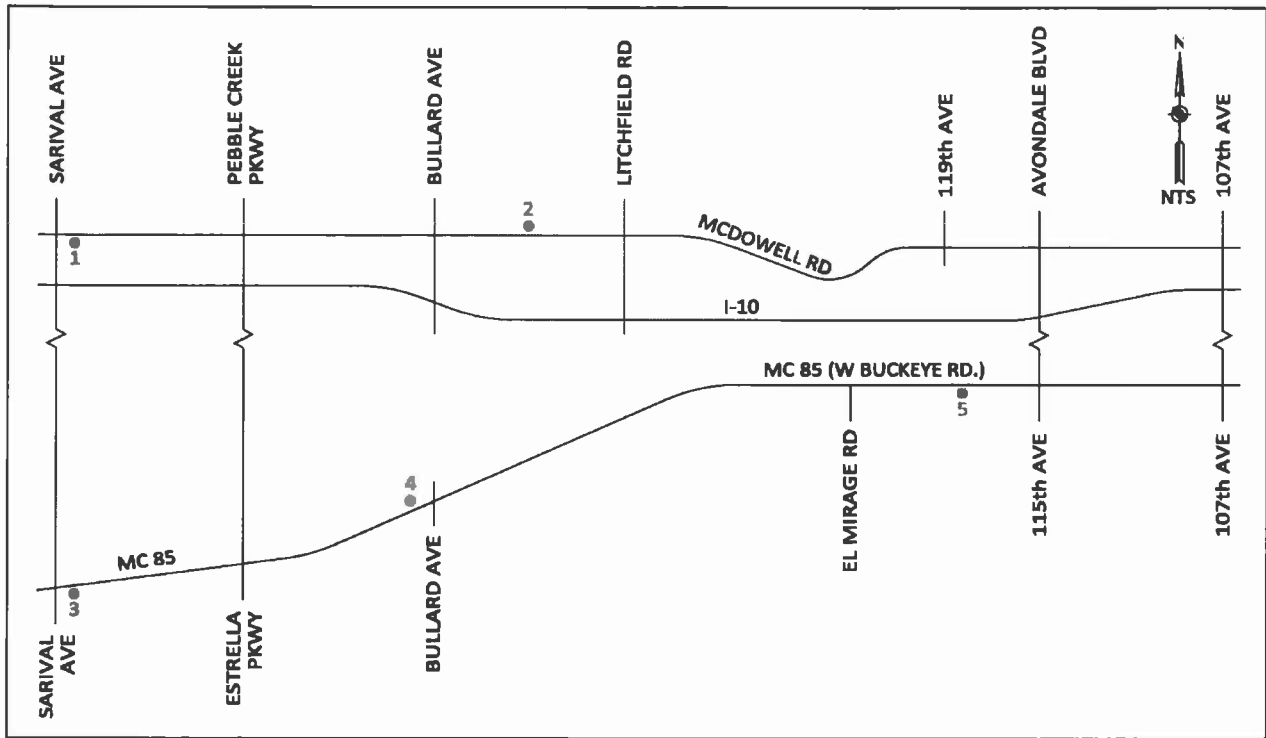 SARIVAL AVE
PEBBLE CREEK
PKWY
BULLARD AVE
LITCHFIELD RD
119th AVE
AVONDALE BLVD
N
NTS
107th AVE
1
2
MCDOWELL RD
I-10
MC 85 (W BUCKEYE RD.)
5
4
MC 85
3
SARIVAL
AVE
ESTRELLA
PKWY
BULLARD AVE
EL MIRAGE RD
115th AVE
107th AVE